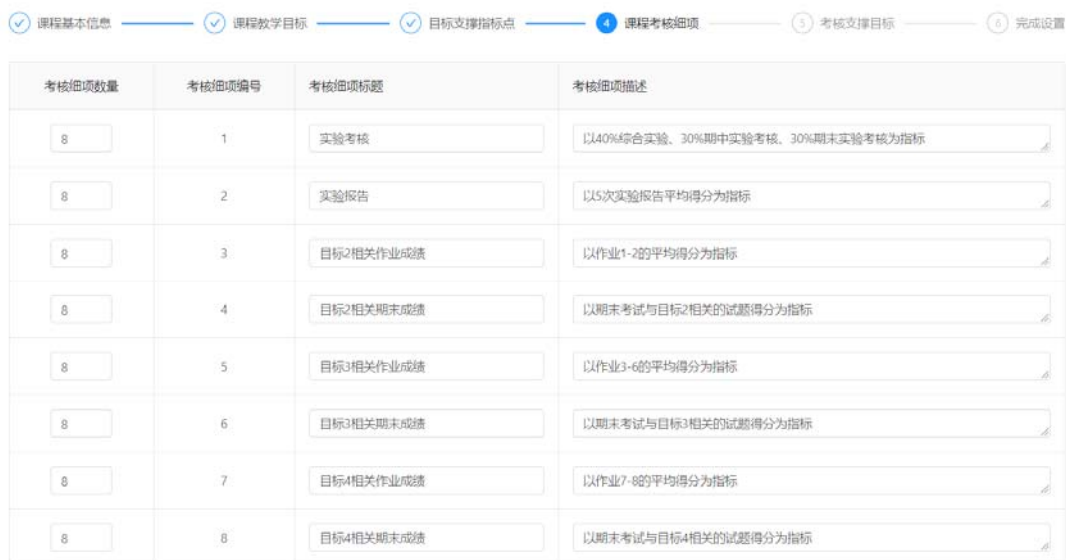 课程基本信息 课程教学目标 目标支撑指标点 4 课程考核细项 5 考核支撑目标 6 完成设置
考核细项数量 考核细项编号 考核细项标题 考核细项描述
8 1 实验考核 以40%综合实验、30%期中实验考核、30%期末实验考核为指标
8 2 实验报告 以5次实验报告平均得分为指标
8 3 目标2相关作业成绩 以作业1-2的平均得分为指标
8 4 目标2相关期末成绩 以期末考试与目标2相关的试题得分为指标
8 5 目标3相关作业成绩 以作业3-6的平均得分为指标
8 6 目标3相关期末成绩 以期末考试与目标3相关的试题得分为指标
8 7 目标4相关作业成绩 以作业7-8的平均得分为指标
8 8 目标4相关期末成绩 以期末考试与目标4相关的试题得分为指标